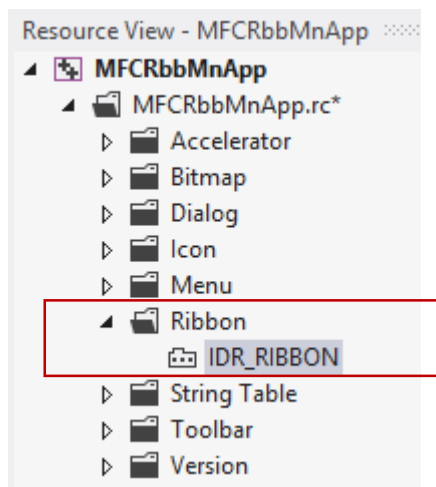 Resource View - MFCRbbMnApp
MFCRbbMnApp
MFCRbbMnApp.rc*
Accelerator
Bitmap
Dialog
Icon
Menu
Ribbon
IDR_RIBBON
String Table
Toolbar
Version